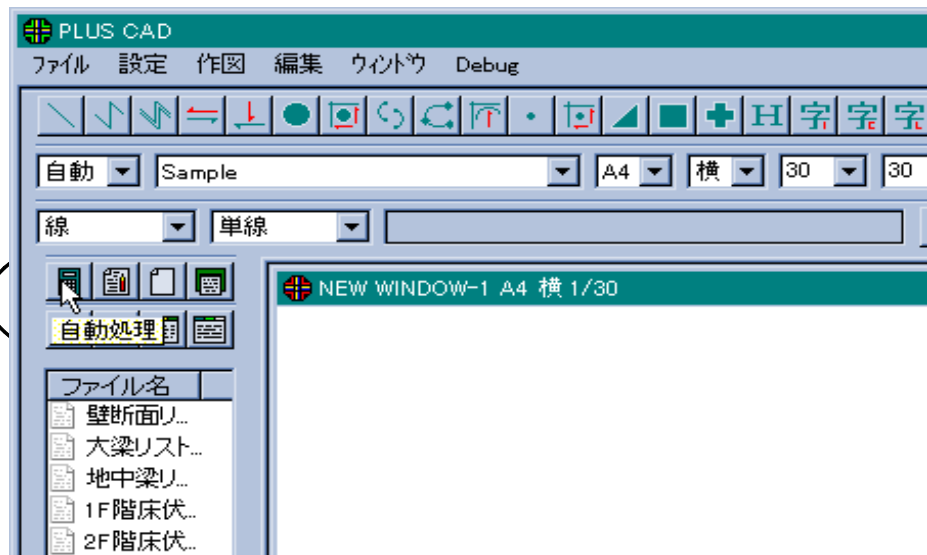 PLUS CAD
ファイル 設定 作図 編集 ウィンドウ Debug
H 字 字 字
自動 Sample A4 横 30 30
線 単線
NEW WINDOW-1 A4 横 1/30
自動処理
ファイル名
壁断面リ...
大梁リスト...
地中梁リ...
1F階床伏...
2F階床伏...